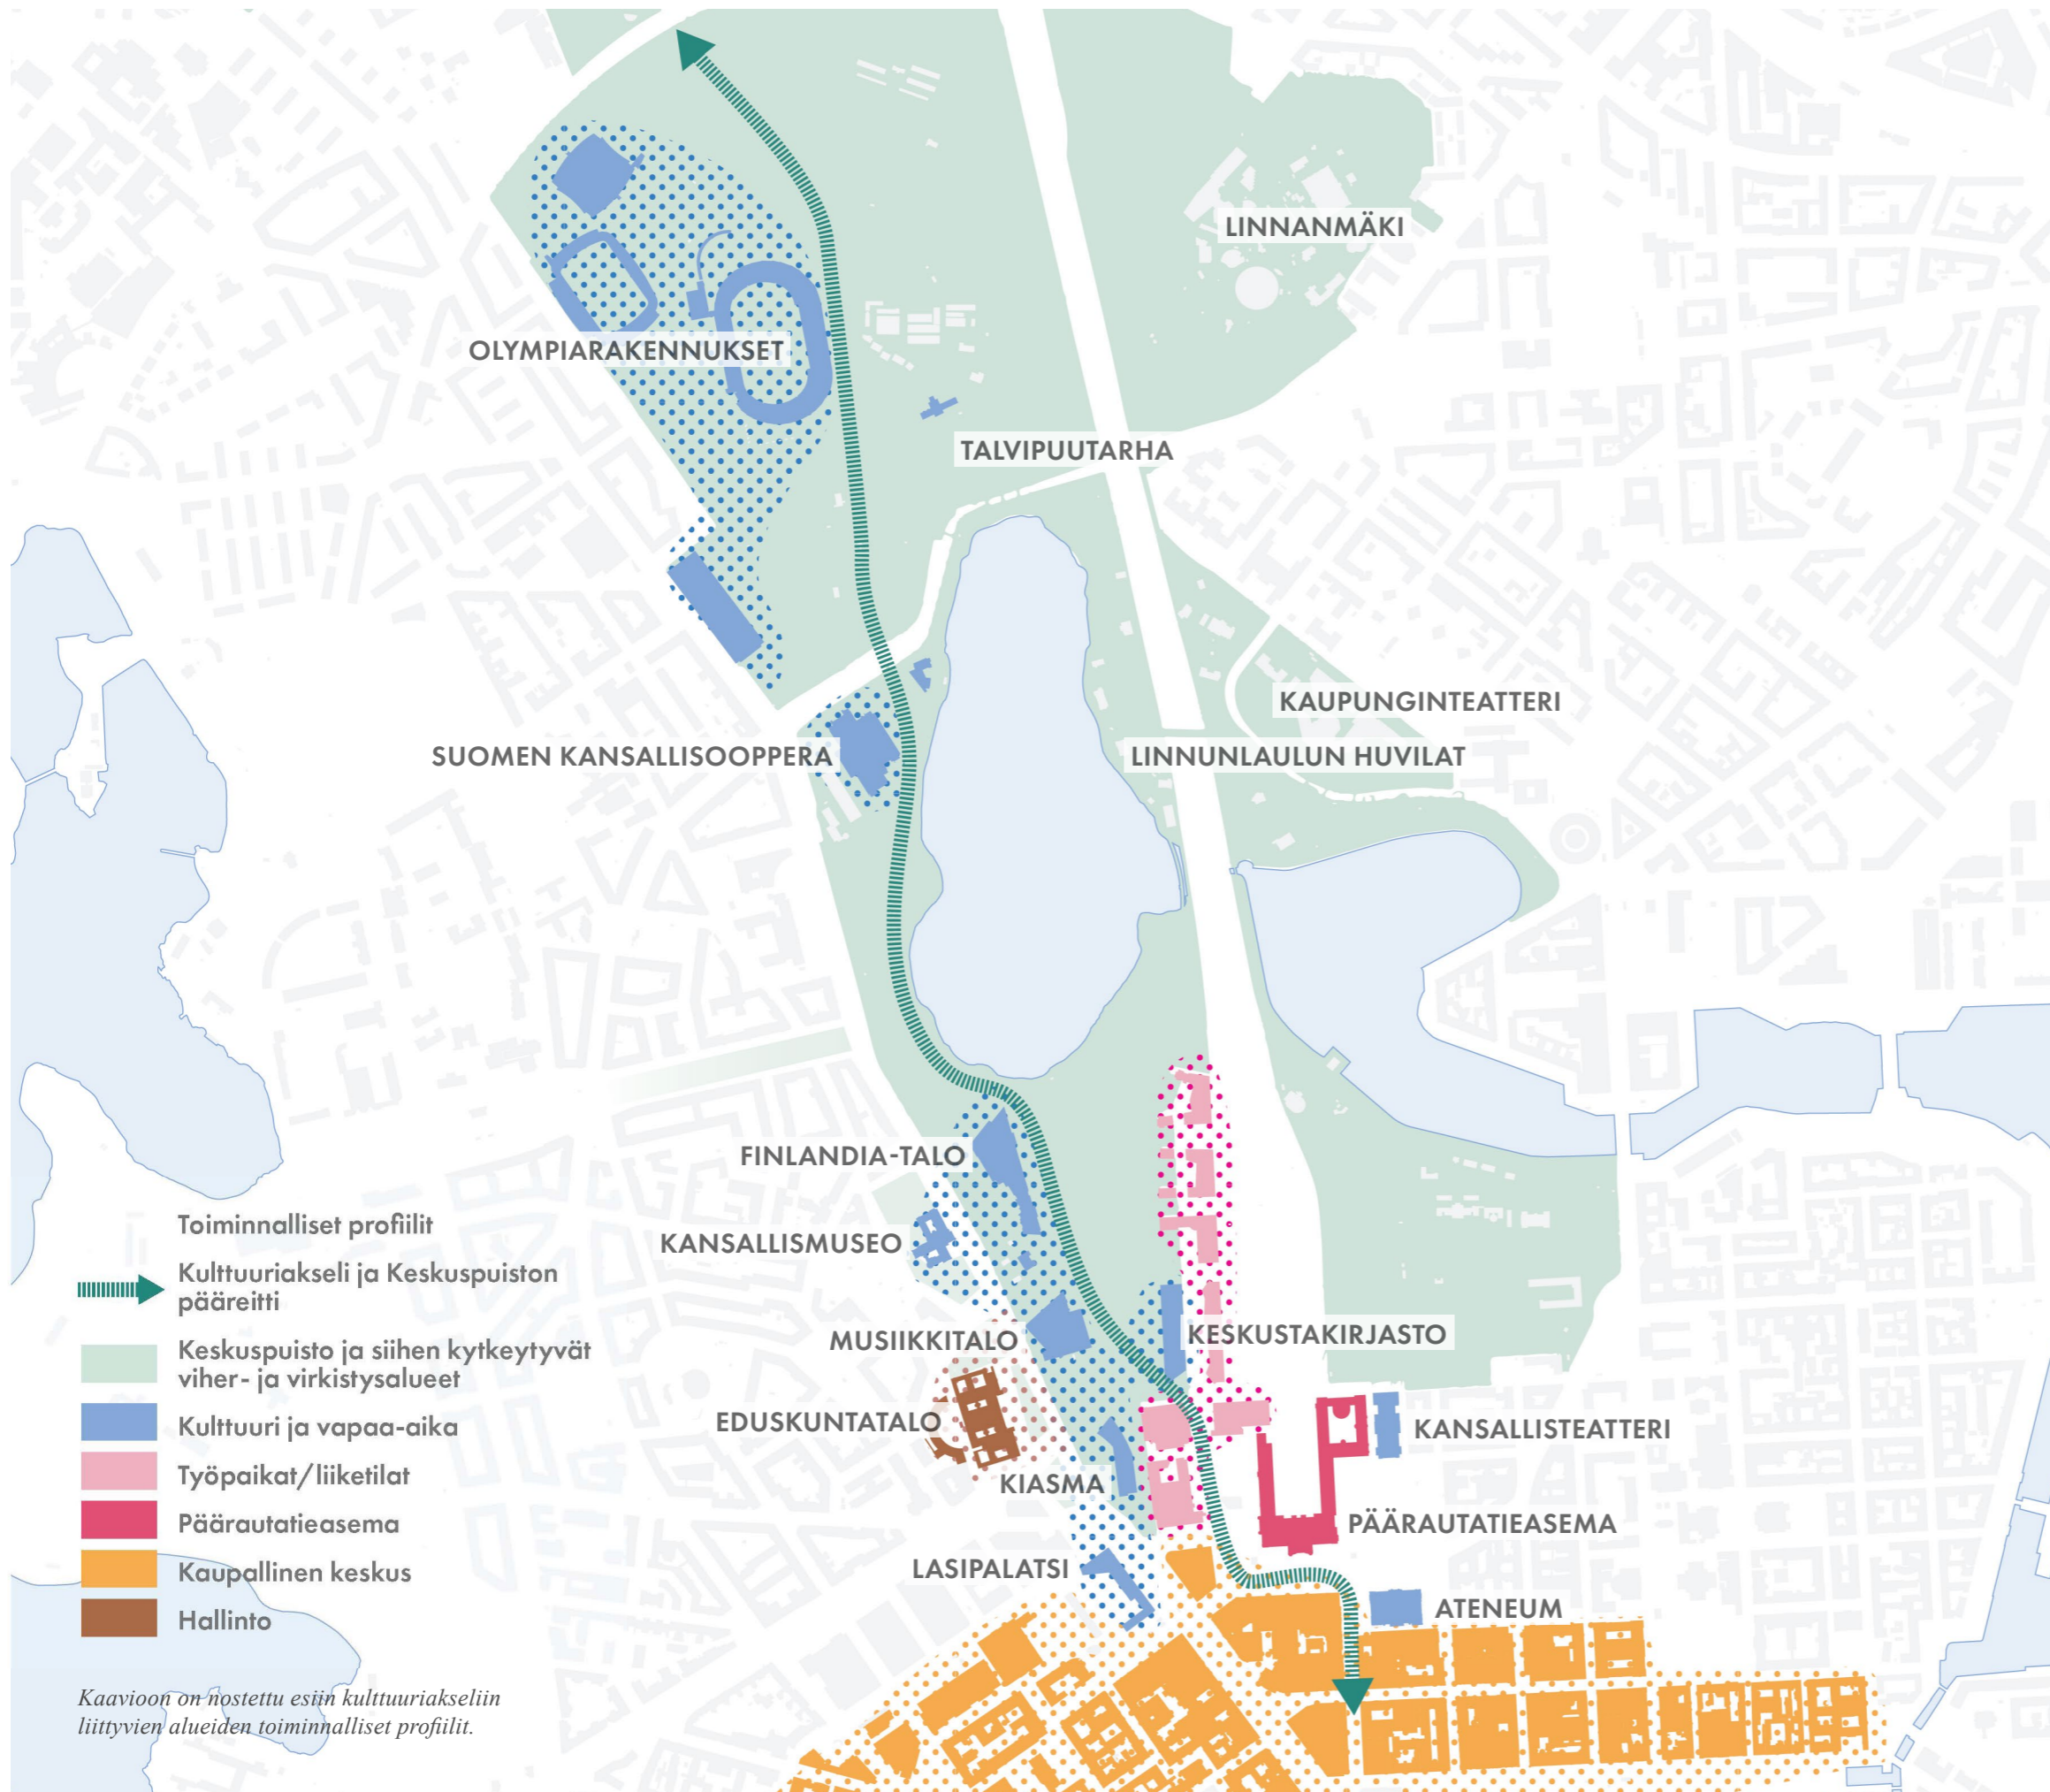 LINNANMÄKI
OLYMPIARAKENNUKSET
TALVIPUUTARHA
KAUPUNGINTEATTERI
SUOMEN KANSALLISOOPPERA
LINNUNLAULUN HUVILAT
FINLANDIA-TALO
KANSALLISMUSEO
MUSIIKKITALO
KESKUSTAKIRJASTO
EDUSKUNTATALO
KANSALLISTEATTERI
KIASMA
PÄÄRAUTATIEASEMA
LASIPALATSI
ATENEUM
Toiminnalliset profiilit
Kulttuuriakseli ja Keskuspuiston
pääreitti
Keskuspuisto ja siihen kytkeytyvät
viher- ja virkistysalueet
Kulttuuri ja vapaa-aika
Työpaikat/liiketilat
Päärautatieasema
Kaupallinen keskus
Hallinto
Kaavioon on nostettu esiin kulttuuriakseliin
liittyvien alueiden toiminnalliset profiilit.